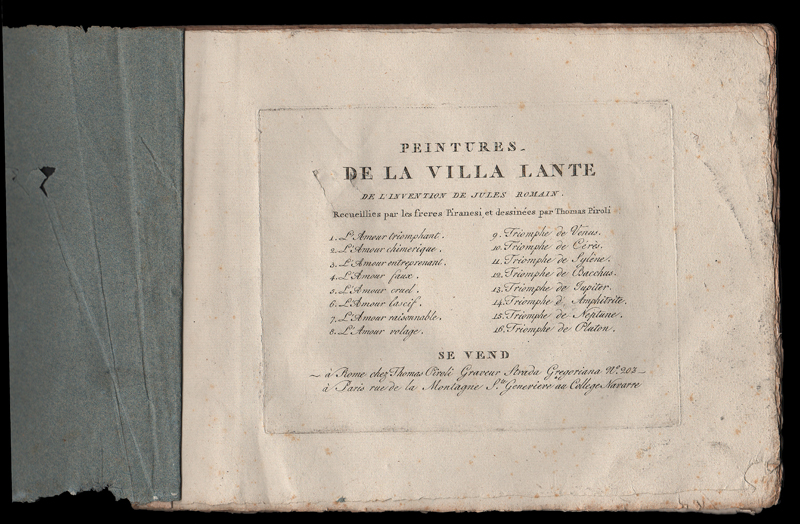 PEINTURES
DE LA VILLA LANTE
DE L'INVENTION DE JULES ROMAIN.
Recueillies par les freres Piranesi, et dessinées par Thomas Piroli
1. L'Amour triomphant.
2. L'Amour chimerique.
3. L'Amour entreprenant.
4. L'Amour faux.
5. L'Amour cruel.
6. L'Amour lascif.
7. L'Amour raisonnable.
8. L'Amour volage.
9. Triomphe de Venus.
10. Triomphe de Cérès.
11. Triomphe de Sylène.
12. Triomphe de Bacchus.
13. Triomphe de Jupiter.
14. Triomphe d'Amphitrite.
15. Triomphe de Neptune.
16. Triomphe de Pluton.
SE VEND
à Rome chez Thomas Piroli Graveur Strada Gregoriana N.º 202
à Paris rue de la Montagne S.te Genevieve au College Navarre